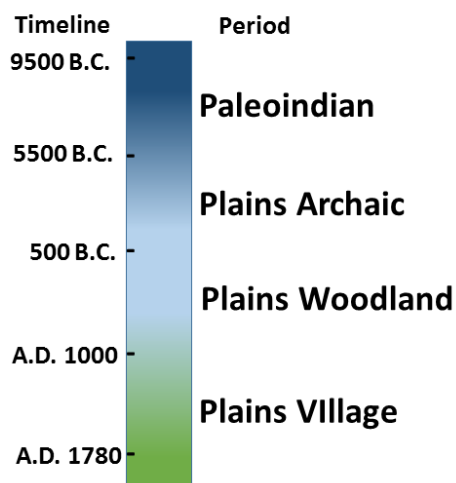 Timeline Period
9500 B.C.
Paleoindian
5500 B.C.
Plains Archaic
500 B.C.
Plains Woodland
A.D. 1000
Plains VIllage
A.D. 1780